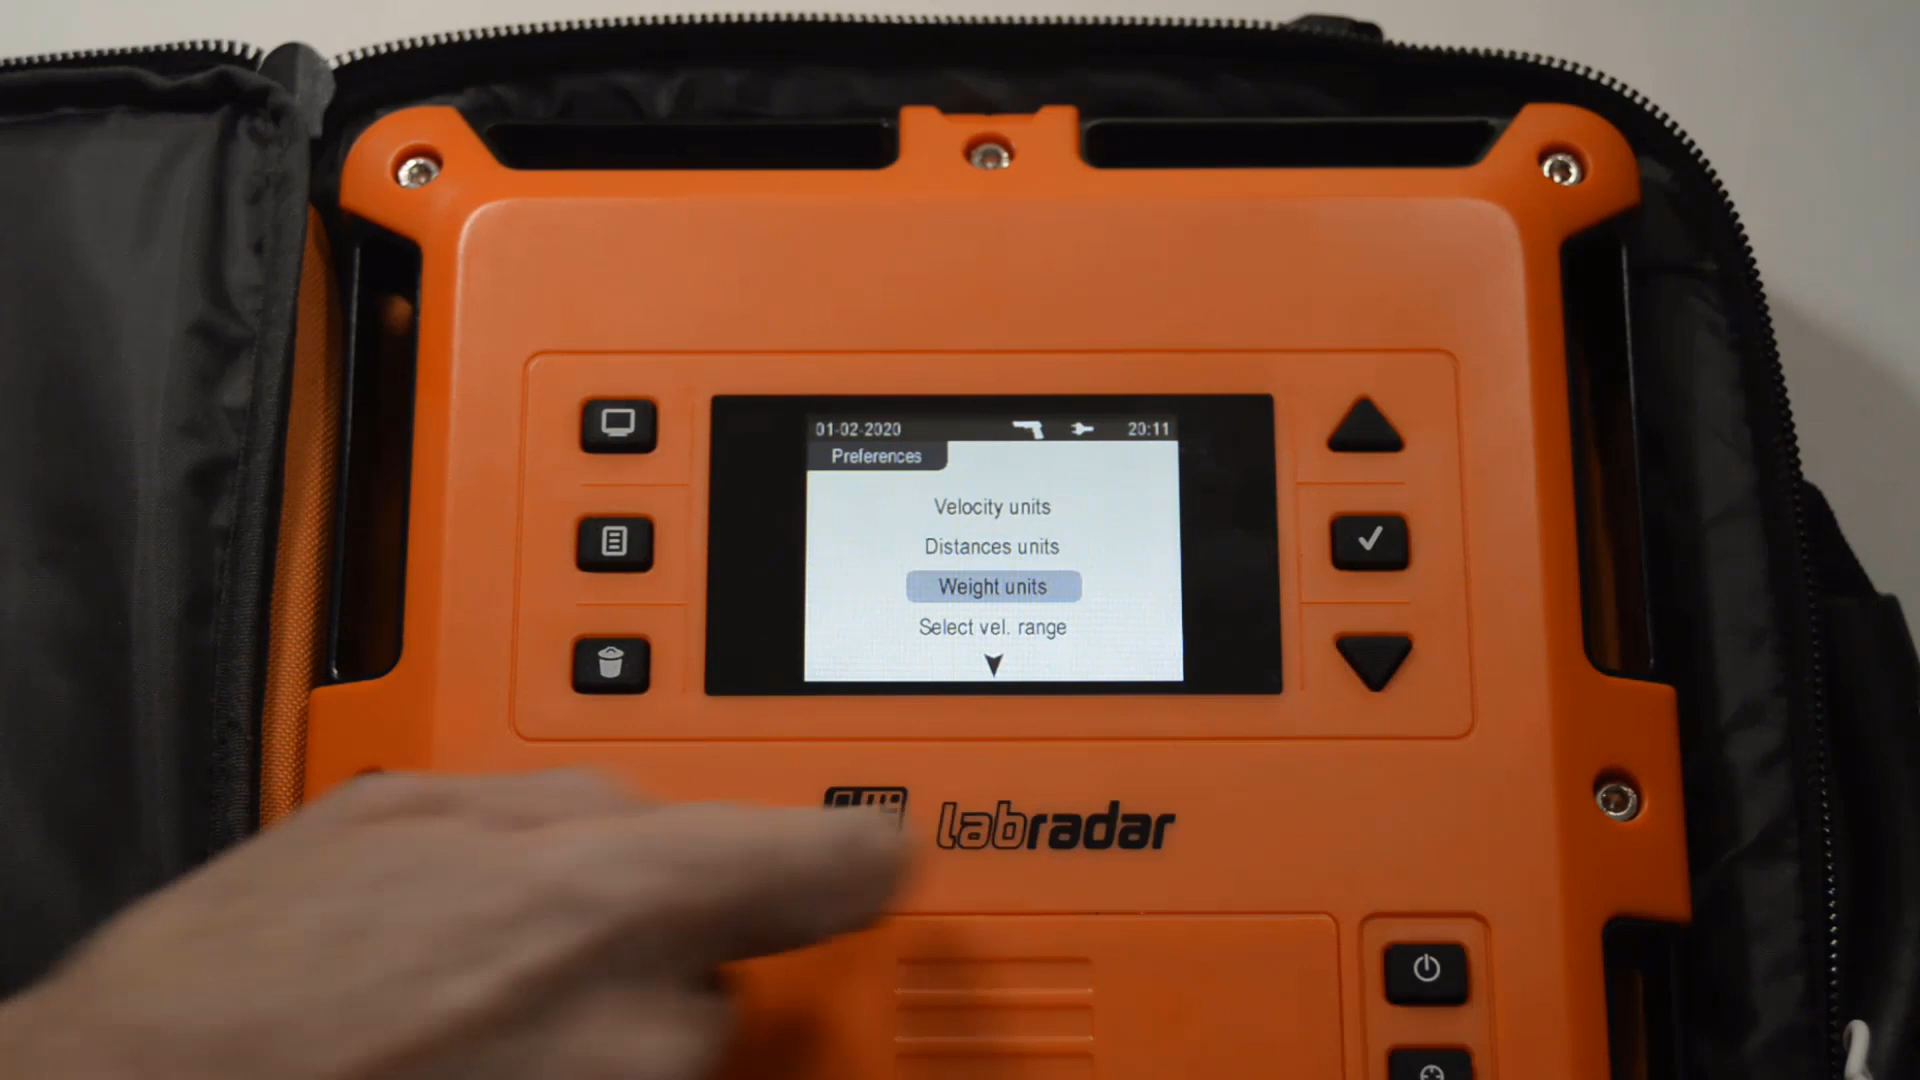 01-02-2020 20:11
Preferences
Velocity units
Distances units
Weight units
Select vel. range
labradar